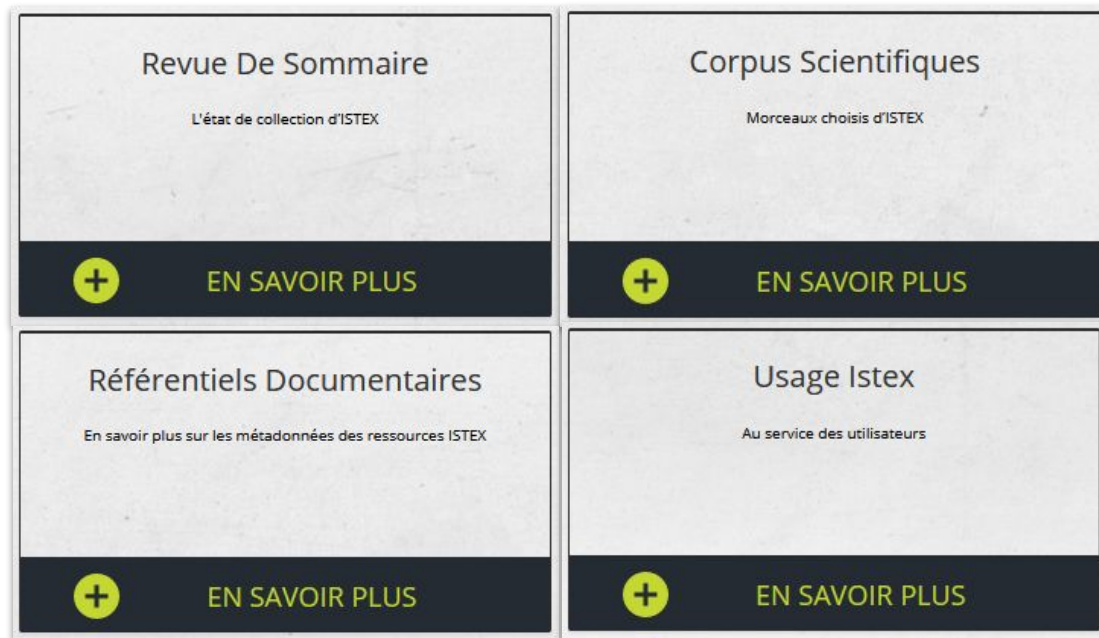 Revue De Sommaire
L'état de collection d'ISTEX
EN SAVOIR PLUS
Corpus Scientifiques
Morceaux choisis d'ISTEX
EN SAVOIR PLUS
Référentiels Documentaires
En savoir plus sur les métadonnées des ressources ISTEX
EN SAVOIR PLUS
Usage Istex
Au service des utilisateurs
EN SAVOIR PLUS